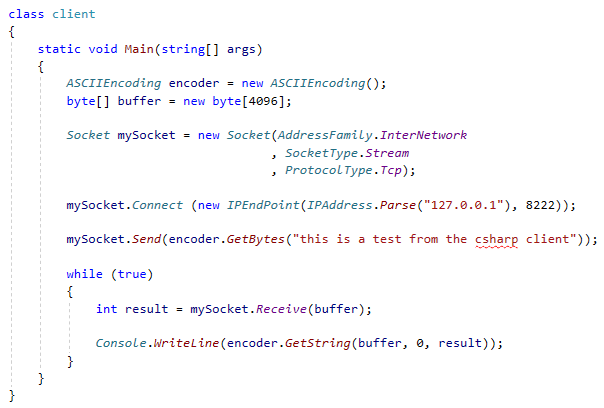 class client
{
    static void Main(string[] args)
    {
        ASCIIEncoding encoder = new ASCIIEncoding();
        byte[] buffer = new byte[4096];

        Socket mySocket = new Socket(AddressFamily.InterNetwork
                                    , SocketType.Stream
                                    , ProtocolType.Tcp);

        mySocket.Connect (new IPEndPoint(IPAddress.Parse("127.0.0.1"), 8222));

        mySocket.Send(encoder.GetBytes("this is a test from the csharp client"));

        while (true)
        {
            int result = mySocket.Receive(buffer);

            Console.WriteLine(encoder.GetString(buffer, 0, result));
        }
    }
}